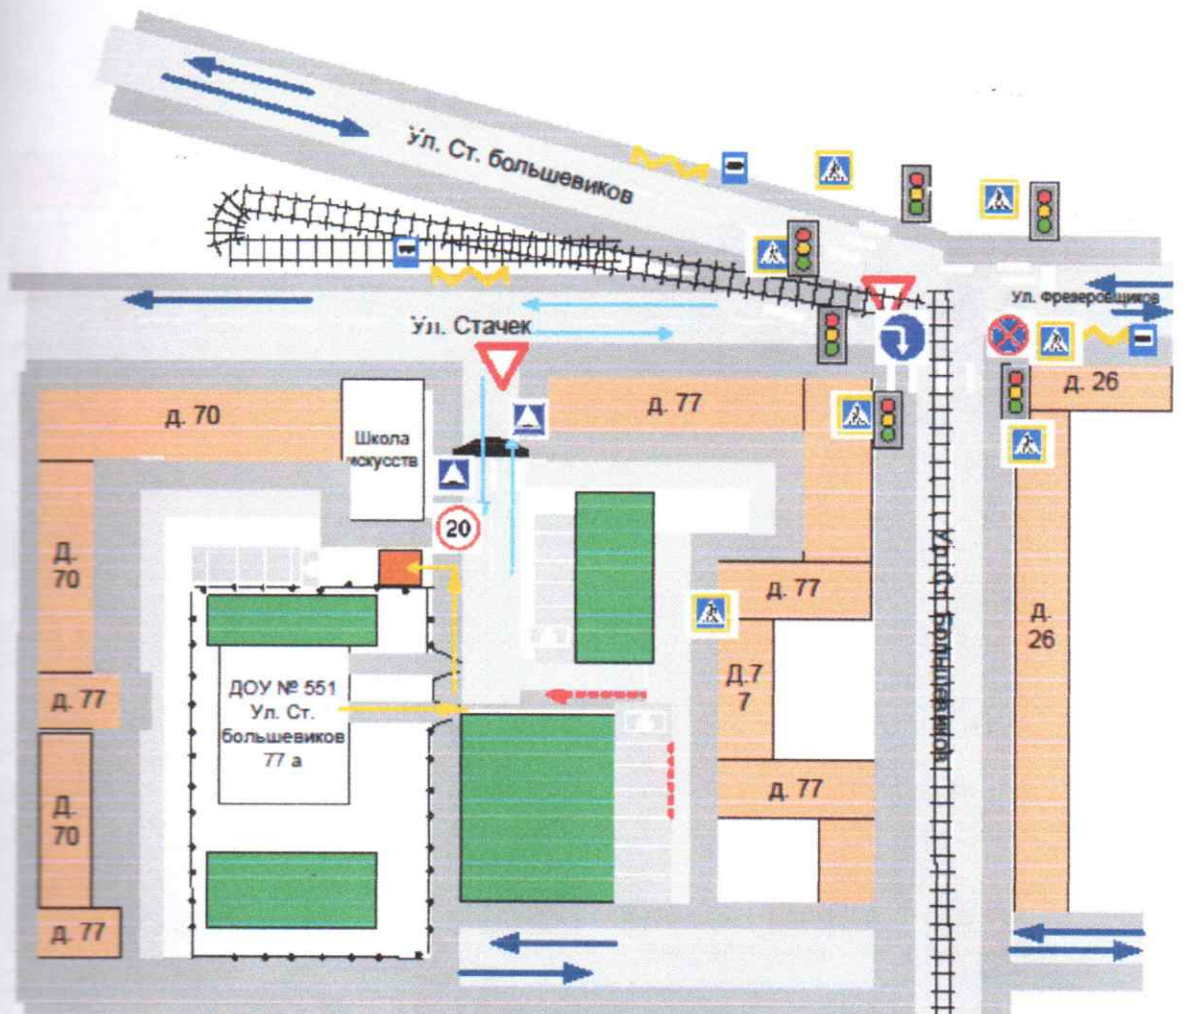 Ул. Ст. большевиков
Ул. Фрезеровщиков
Ул. Стачек
д. 26
д. 70
Школа
искусств
д. 77
20
Д.
70
д. 77
Д.
26
ДОУ № 551
Ул. Ст.
большевиков
77 а
Д.7
7
д. 77
д. 77
Д.
70
д. 77